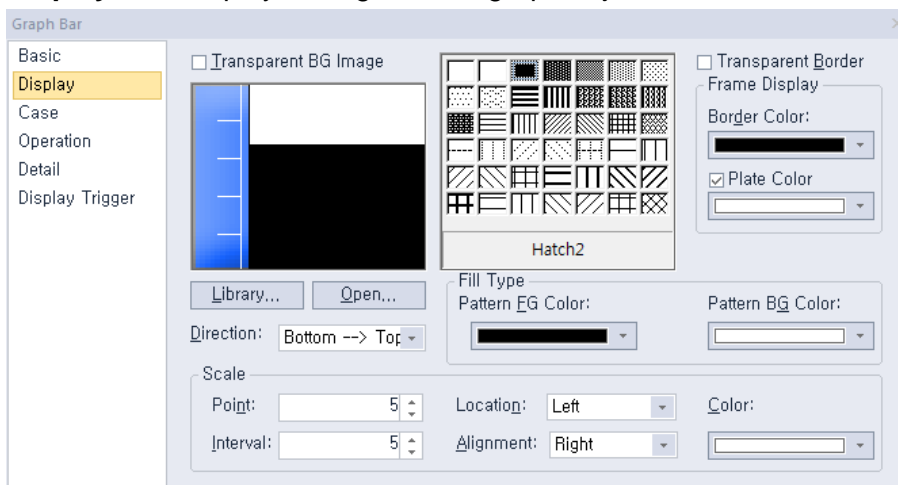 Graph Bar
Basic
Display
Case
Operation
Detail
Display Trigger
Transparent BG Image
Library...
Open...
Direction: Bottom --> Top
Hatch2
Transparent Border
Frame Display
Border Color:
Plate Color
Fill Type
Pattern FG Color:
Pattern BG Color:
Scale
Point: 5
Location: Left
Color:
Interval: 5
Alignment: Right